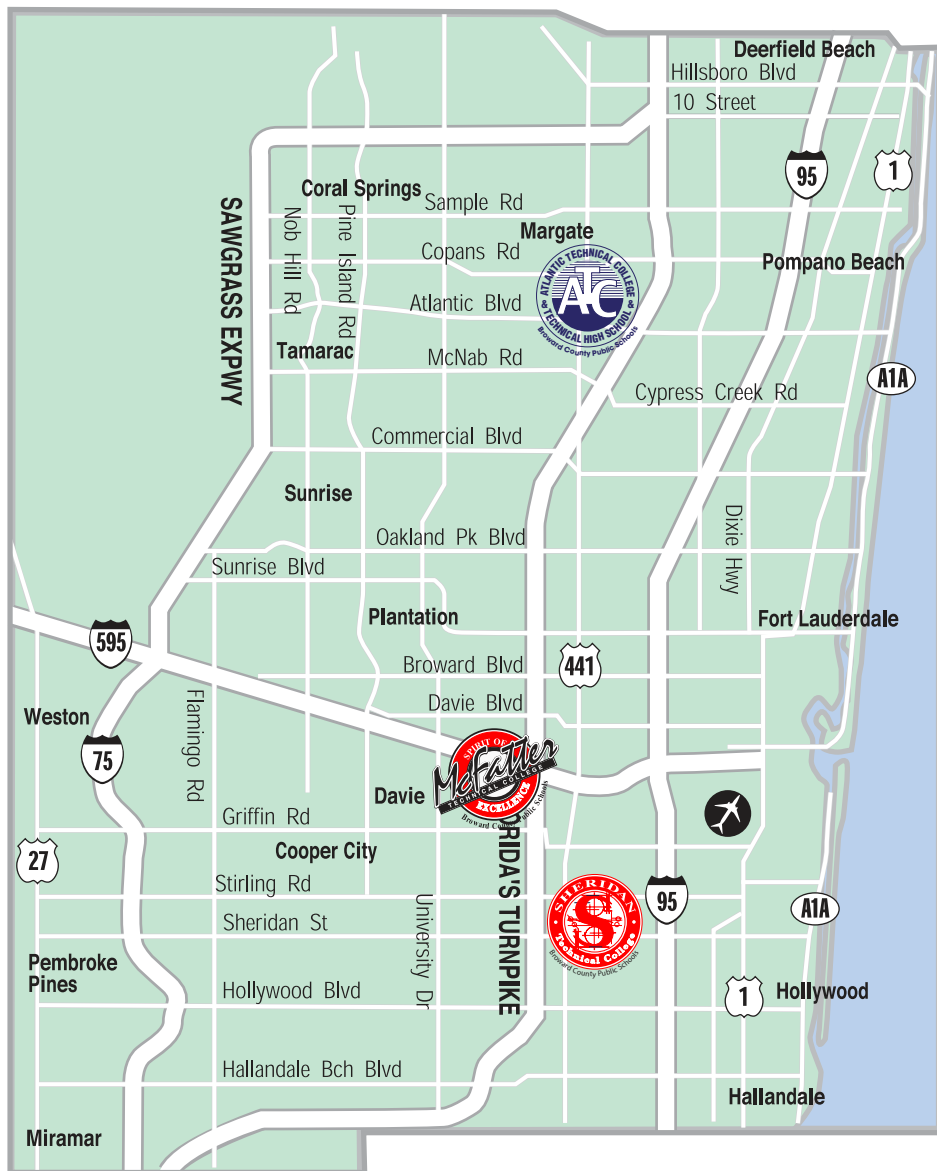 Deerfield Beach
Hillsboro Blvd
10 Street
95
1
Coral Springs
Sample Rd
SAWGRASS EXPWY
Nob Hill Rd
Pine Island Rd
Margate
Copans Rd
Pompano Beach
ATLANTIC TECHNICAL COLLEGE
ATC
& TECHNICAL HIGH SCHOOL &
Broward County Public Schools
Atlantic Blvd
Tamarac
McNab Rd
A1A
Cypress Creek Rd
Commercial Blvd
Sunrise
Dixie Hwy
Oakland Pk Blvd
Sunrise Blvd
Plantation
Fort Lauderdale
595
Broward Blvd
441
Davie Blvd
Weston
Flamingo Rd
75
SPIRIT OF
McFatter
TECHNICAL COLLEGE
EXCELLENCE
Broward County Public Schools
Davie
Griffin Rd
Cooper City
RIDA'S TURNPIKE
27
Stirling Rd
SHERIDAN
S
Technical College
Broward County Public Schools
95
A1A
Sheridan St
University Dr
Pembroke
Pines
Hollywood Blvd
1
Hollywood
Hallandale Bch Blvd
Hallandale
Miramar